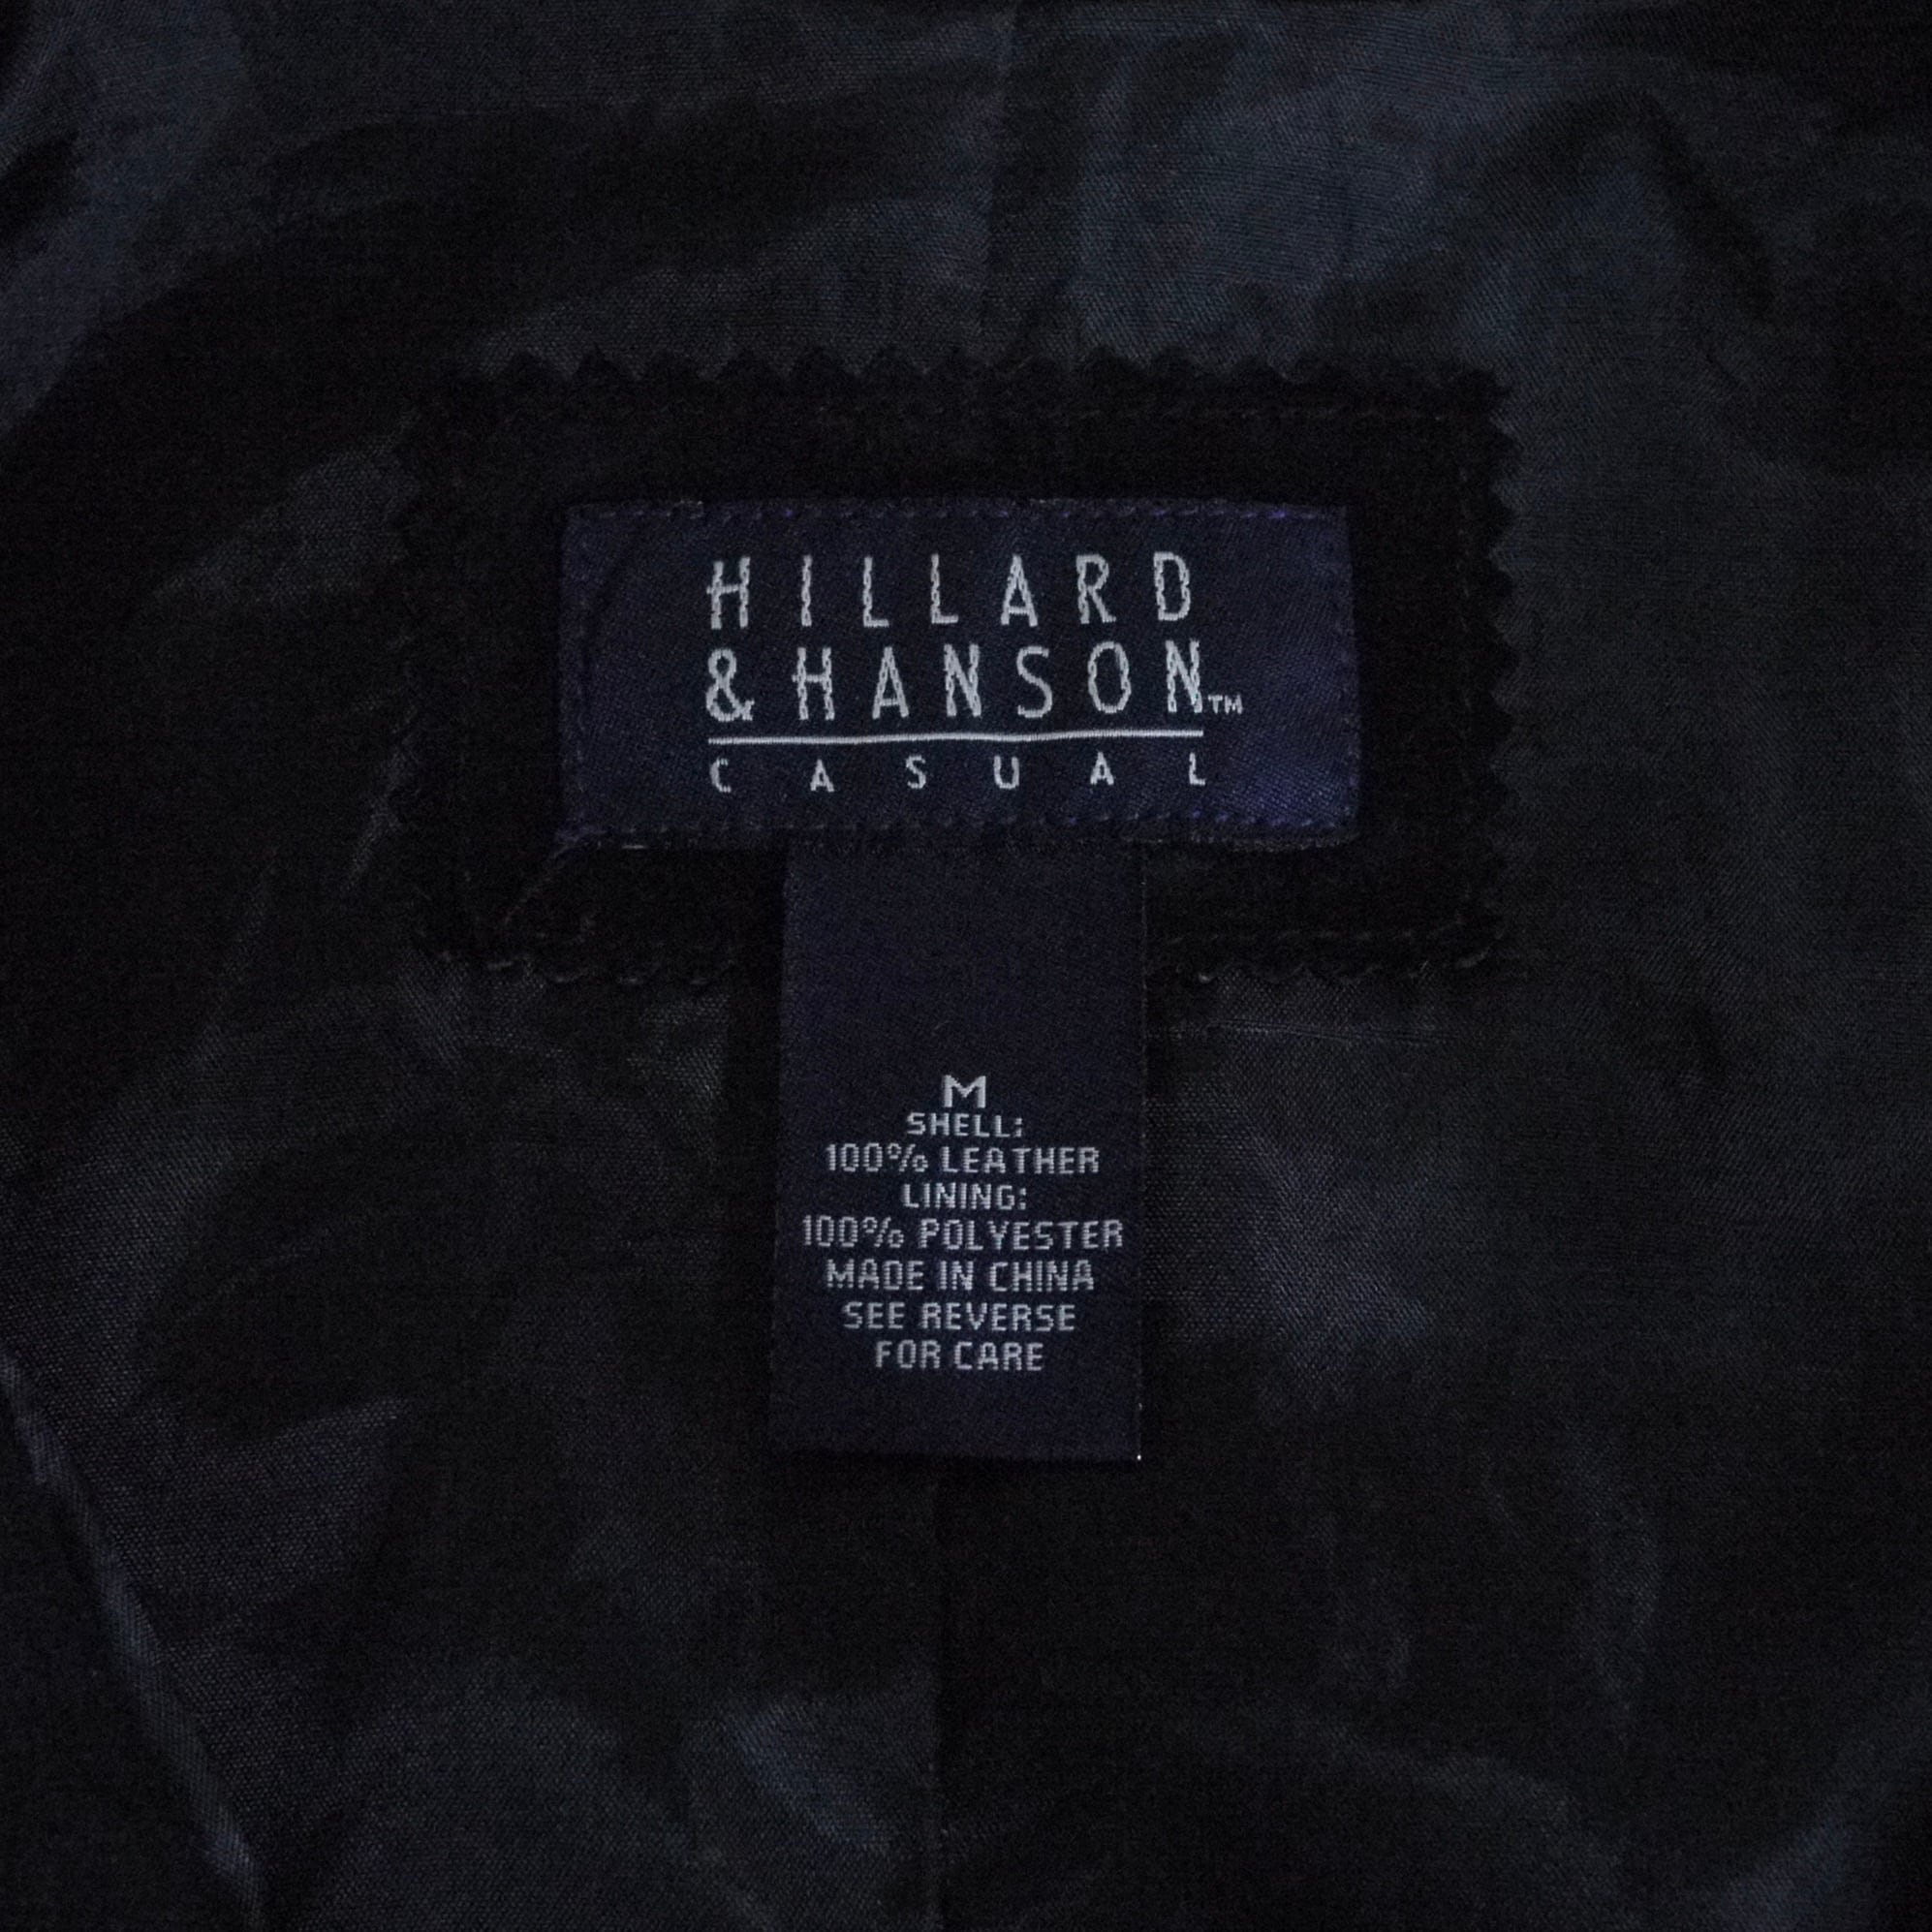 HILLARD
& HANSON™
CASUAL
M
SHELL:
100% LEATHER
LINING:
100% POLYESTER
MADE IN CHINA
SEE REVERSE
FOR CARE